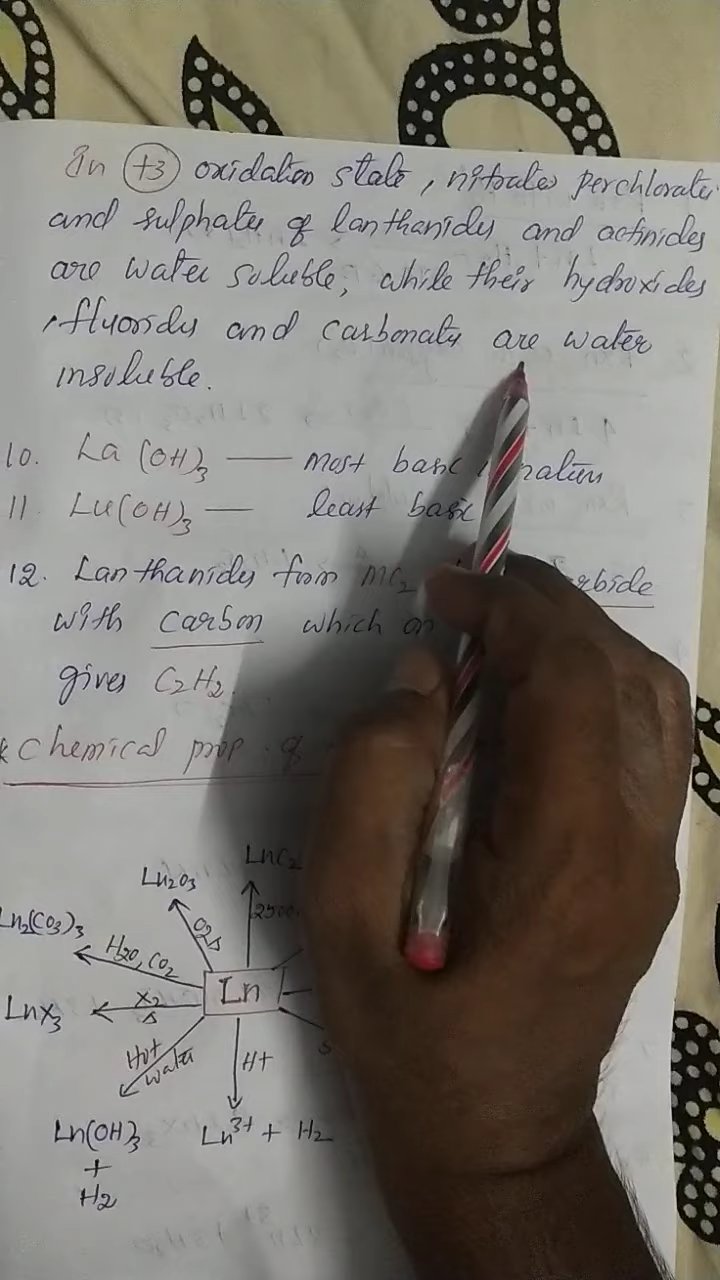 In +3 oxidation state, nitrates perchlorates
and sulphates of lanthanides and actinides
are water soluble, while their hydroxides
, fluorides and carbonates are water
insoluble.
10. La(OH)3 — most basic in nature
11 Lu(OH)3 — least basic
12. Lanthanides form MC2
with carbon which on
gives C2H2.
* Chemical prop. of
LnC2
Ln2O3
2500
Ln2(CO3)3
O2 Δ
H2O, CO2
Ln
LnX3
X2
Δ
Hot
water
H+
Ln(OH)3
+
H2
Ln3+ + H2